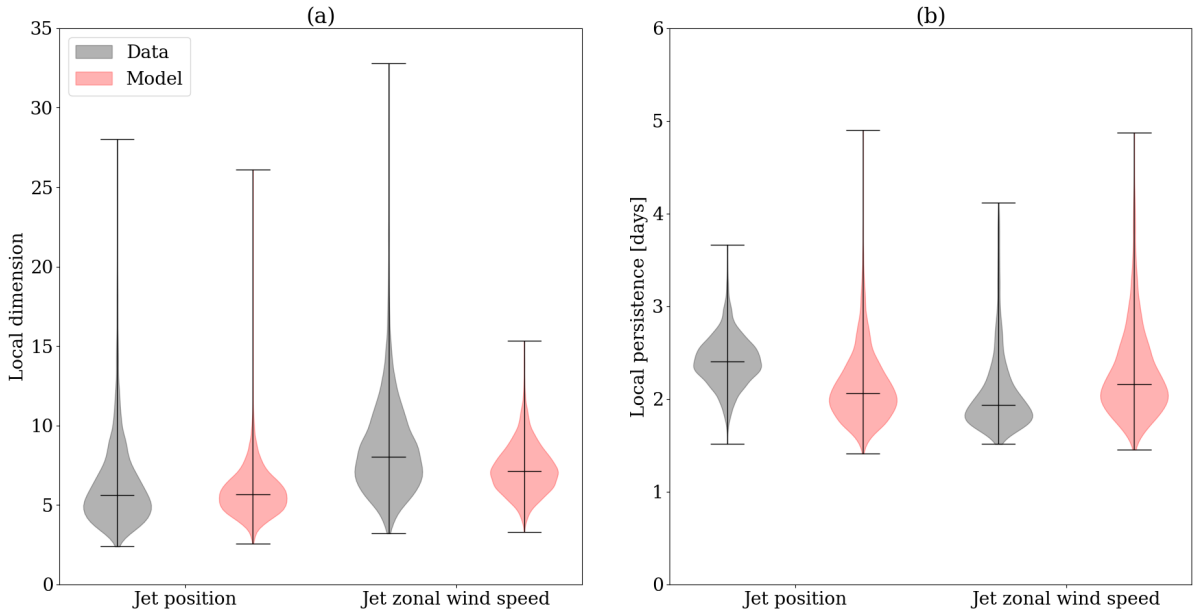 (a)
35
30
25
20
15
10
5
0
Local dimension
Data
Model
Jet position
Jet zonal wind speed
(b)
6
5
4
3
2
1
0
Local persistence [days]
Jet position
Jet zonal wind speed